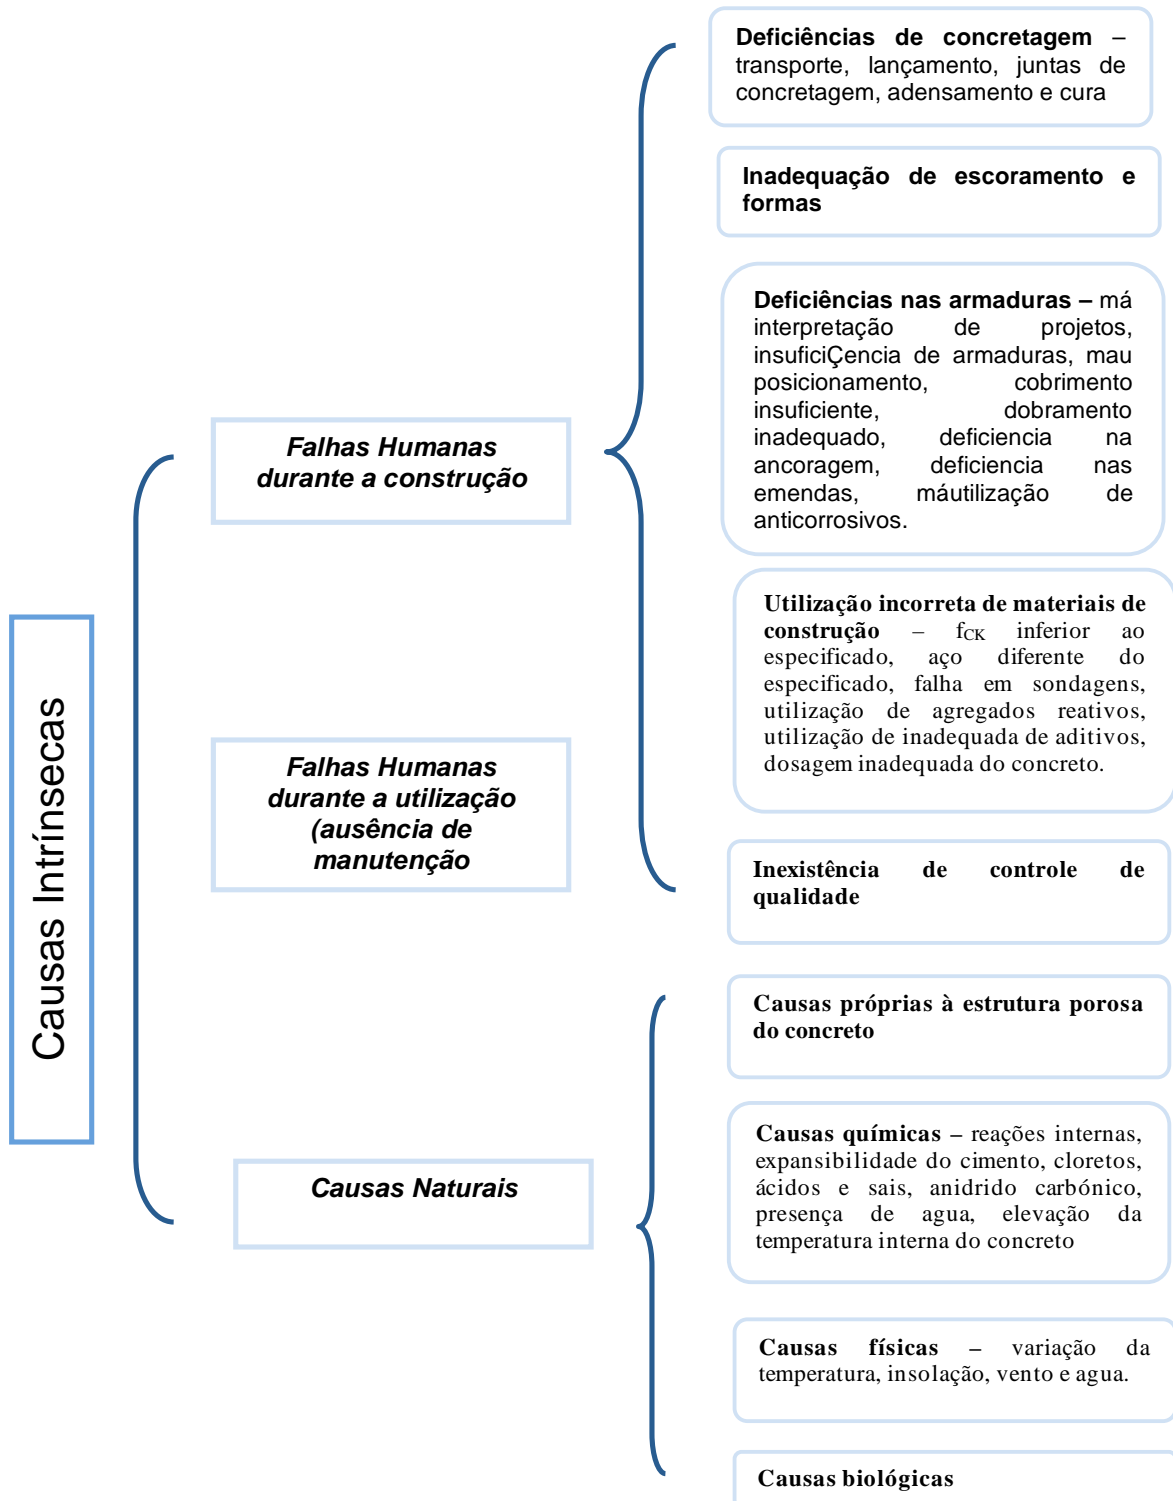 Causas Intrínsecas
Falhas Humanas
durante a construção
Deficiências de concretagem –
transporte, lançamento, juntas de
concretagem, adensamento e cura
Inadequação de escoramento e
formas
Deficiências nas armaduras – má
interpretação de projetos,
insuficiÇencia de armaduras, mau
posicionamento, cobrimento
insuficiente, dobramento
inadequado, deficiencia na
ancoragem, deficiencia nas
emendas, máutilização de
anticorrosivos.
Utilização incorreta de materiais de
construção – fCK inferior ao
especificado, aço diferente do
especificado, falha em sondagens,
utilização de agregados reativos,
utilização de inadequada de aditivos,
dosagem inadequada do concreto.
Inexistência de controle de
qualidade
Falhas Humanas
durante a utilização
(ausência de
manutenção
Causas Naturais
Causas próprias à estrutura porosa
do concreto
Causas químicas – reações internas,
expansibilidade do cimento, cloretos,
ácidos e sais, anidrido carbónico,
presença de agua, elevação da
temperatura interna do concreto
Causas físicas – variação da
temperatura, insolação, vento e agua.
Causas biológicas